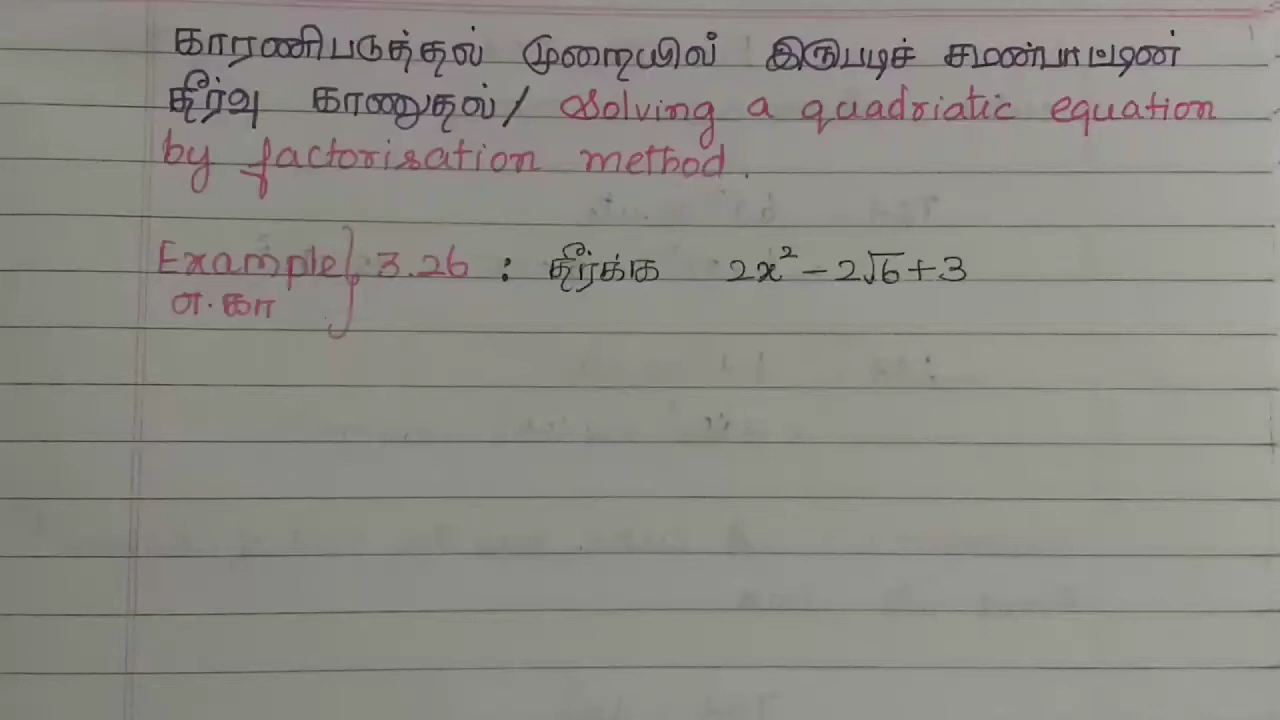 காரணிபடுத்தல் முறையில் இருபடிச் சமண்பாட்டின்
தீர்வு காணுதல்/ Solving a quadriatic equation
by factorisation method.
Example} 3.26 : தீர்க்க 2x² - 2√6 + 3
எ.கா